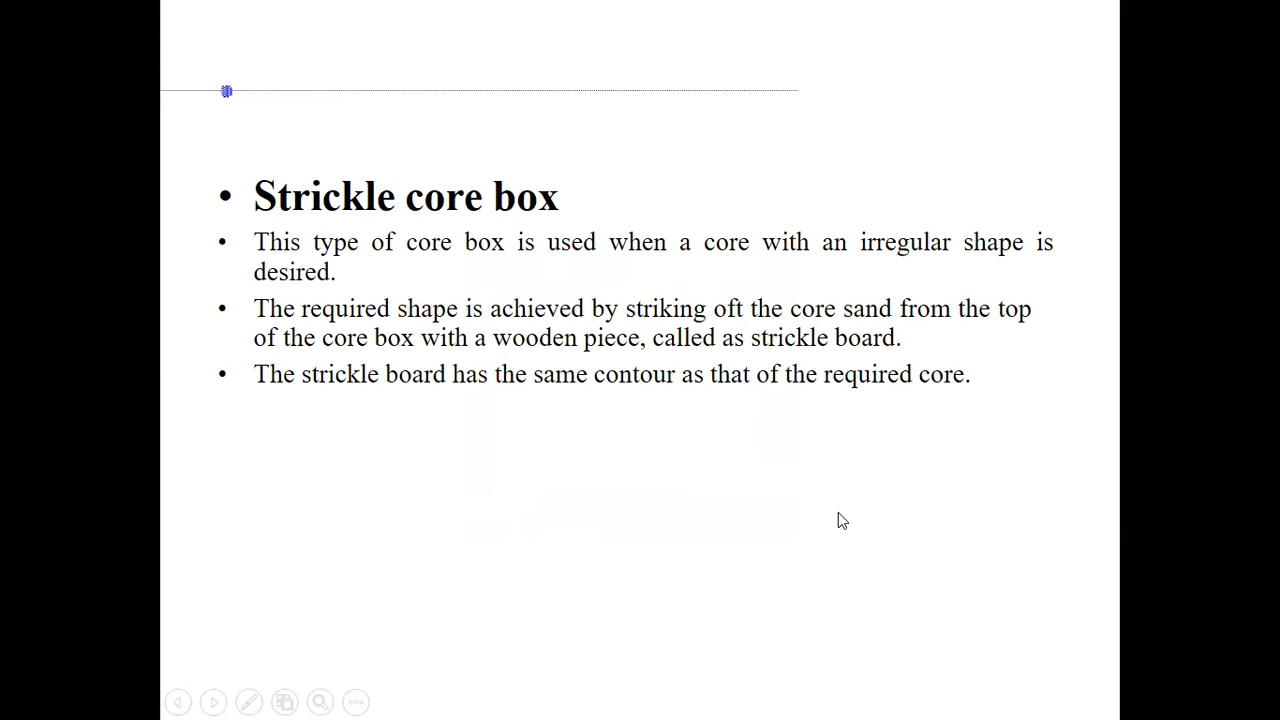 • Strickle core box
• This type of core box is used when a core with an irregular shape is
desired.
• The required shape is achieved by striking oft the core sand from the top
of the core box with a wooden piece, called as strickle board.
• The strickle board has the same contour as that of the required core.